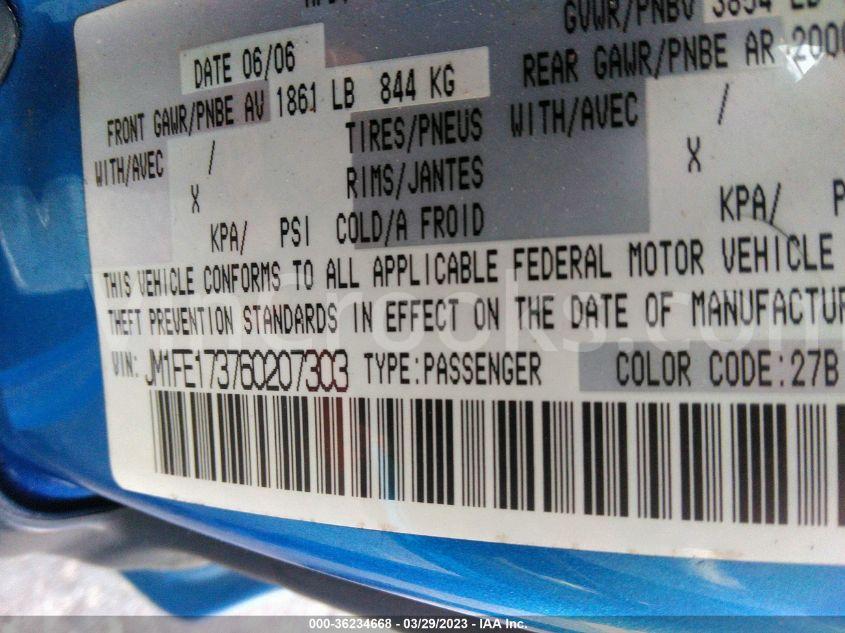 GVWR/PNBV 3894 LB
DATE 06/06
REAR GAWR/PNBE AR 2000
FRONT GAWR/PNBE AV 1861 LB 844 KG
WITH/AVEC / TIRES/PNEUS WITH/AVEC /
X RIMS/JANTES X
KPA/ PSI COLD/A FROID KPA/ P
THIS VEHICLE CONFORMS TO ALL APPLICABLE FEDERAL MOTOR VEHICLE
THEFT PREVENTION STANDARDS IN EFFECT ON THE DATE OF MANUFACTUR
VIN: JM1FE173760207303 TYPE:PASSENGER COLOR CODE:27B
VinCrooks.com
000-36234668 - 03/29/2023 - IAA Inc.